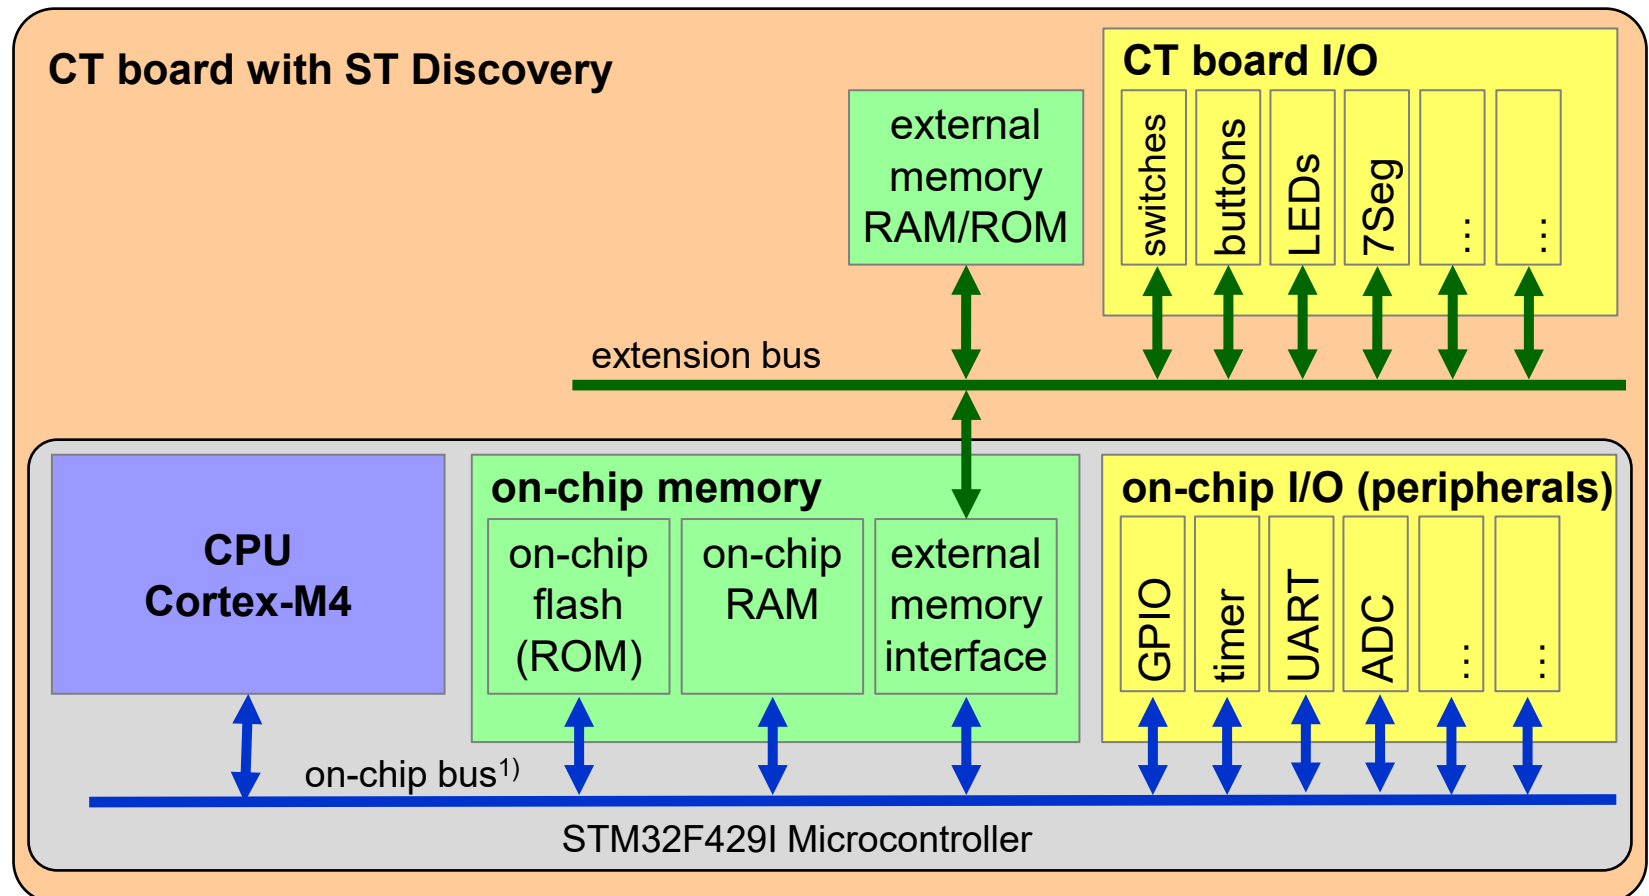 CT board with ST Discovery
CT board I/O
external
memory
RAM/ROM
switches
buttons
LEDs
7Seg
...
...
extension bus
CPU
Cortex-M4
on-chip memory
on-chip
flash
(ROM)
on-chip
RAM
external
memory
interface
on-chip I/O (peripherals)
GPIO
timer
UART
ADC
...
...
on-chip bus1)
STM32F429I Microcontroller